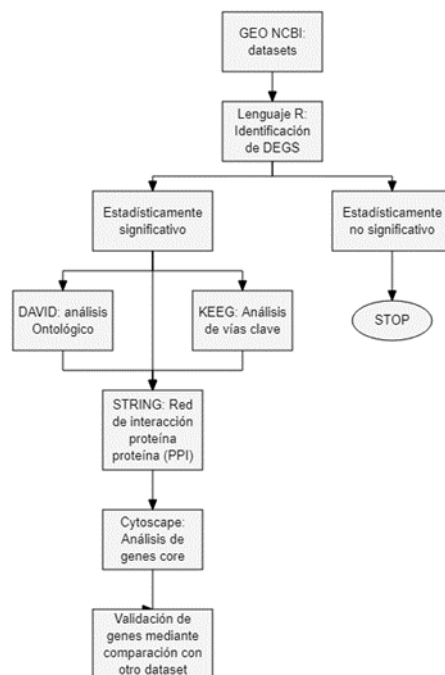 GEO NCBI:
datasets
Lenguaje R:
Identificación
de DEGS
Estadísticamente
significativo
Estadísticamente
no significativo
DAVID: análisis
Ontológico
KEEG: Análisis
de vías clave
STOP
STRING: Red
de interacción
proteína
proteína (PPI)
Cytoscape:
Análisis de
genes core
Validación de
genes mediante
comparación con
otro dataset